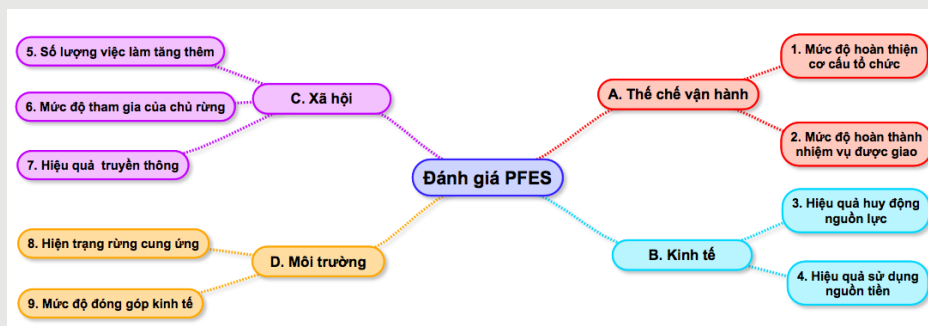 Đánh giá PFES
A. Thể chế vận hành
1. Mức độ hoàn thiện
cơ cấu tổ chức
2. Mức độ hoàn thành
nhiệm vụ được giao
B. Kinh tế
3. Hiệu quả huy động
nguồn lực
4. Hiệu quả sử dụng
nguồn tiền
C. Xã hội
5. Số lượng việc làm tăng thêm
6. Mức độ tham gia của chủ rừng
7. Hiệu quả truyền thông
D. Môi trường
8. Hiện trạng rừng cung ứng
9. Mức độ đóng góp kinh tế